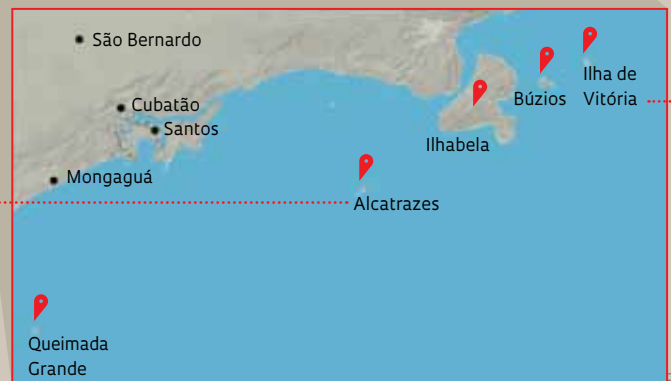 São Bernardo
Cubatão
Santos
Mongaguá
Ilhabela
Búzios
Ilha de
Vitória
Alcatrazes
Queimada
Grande